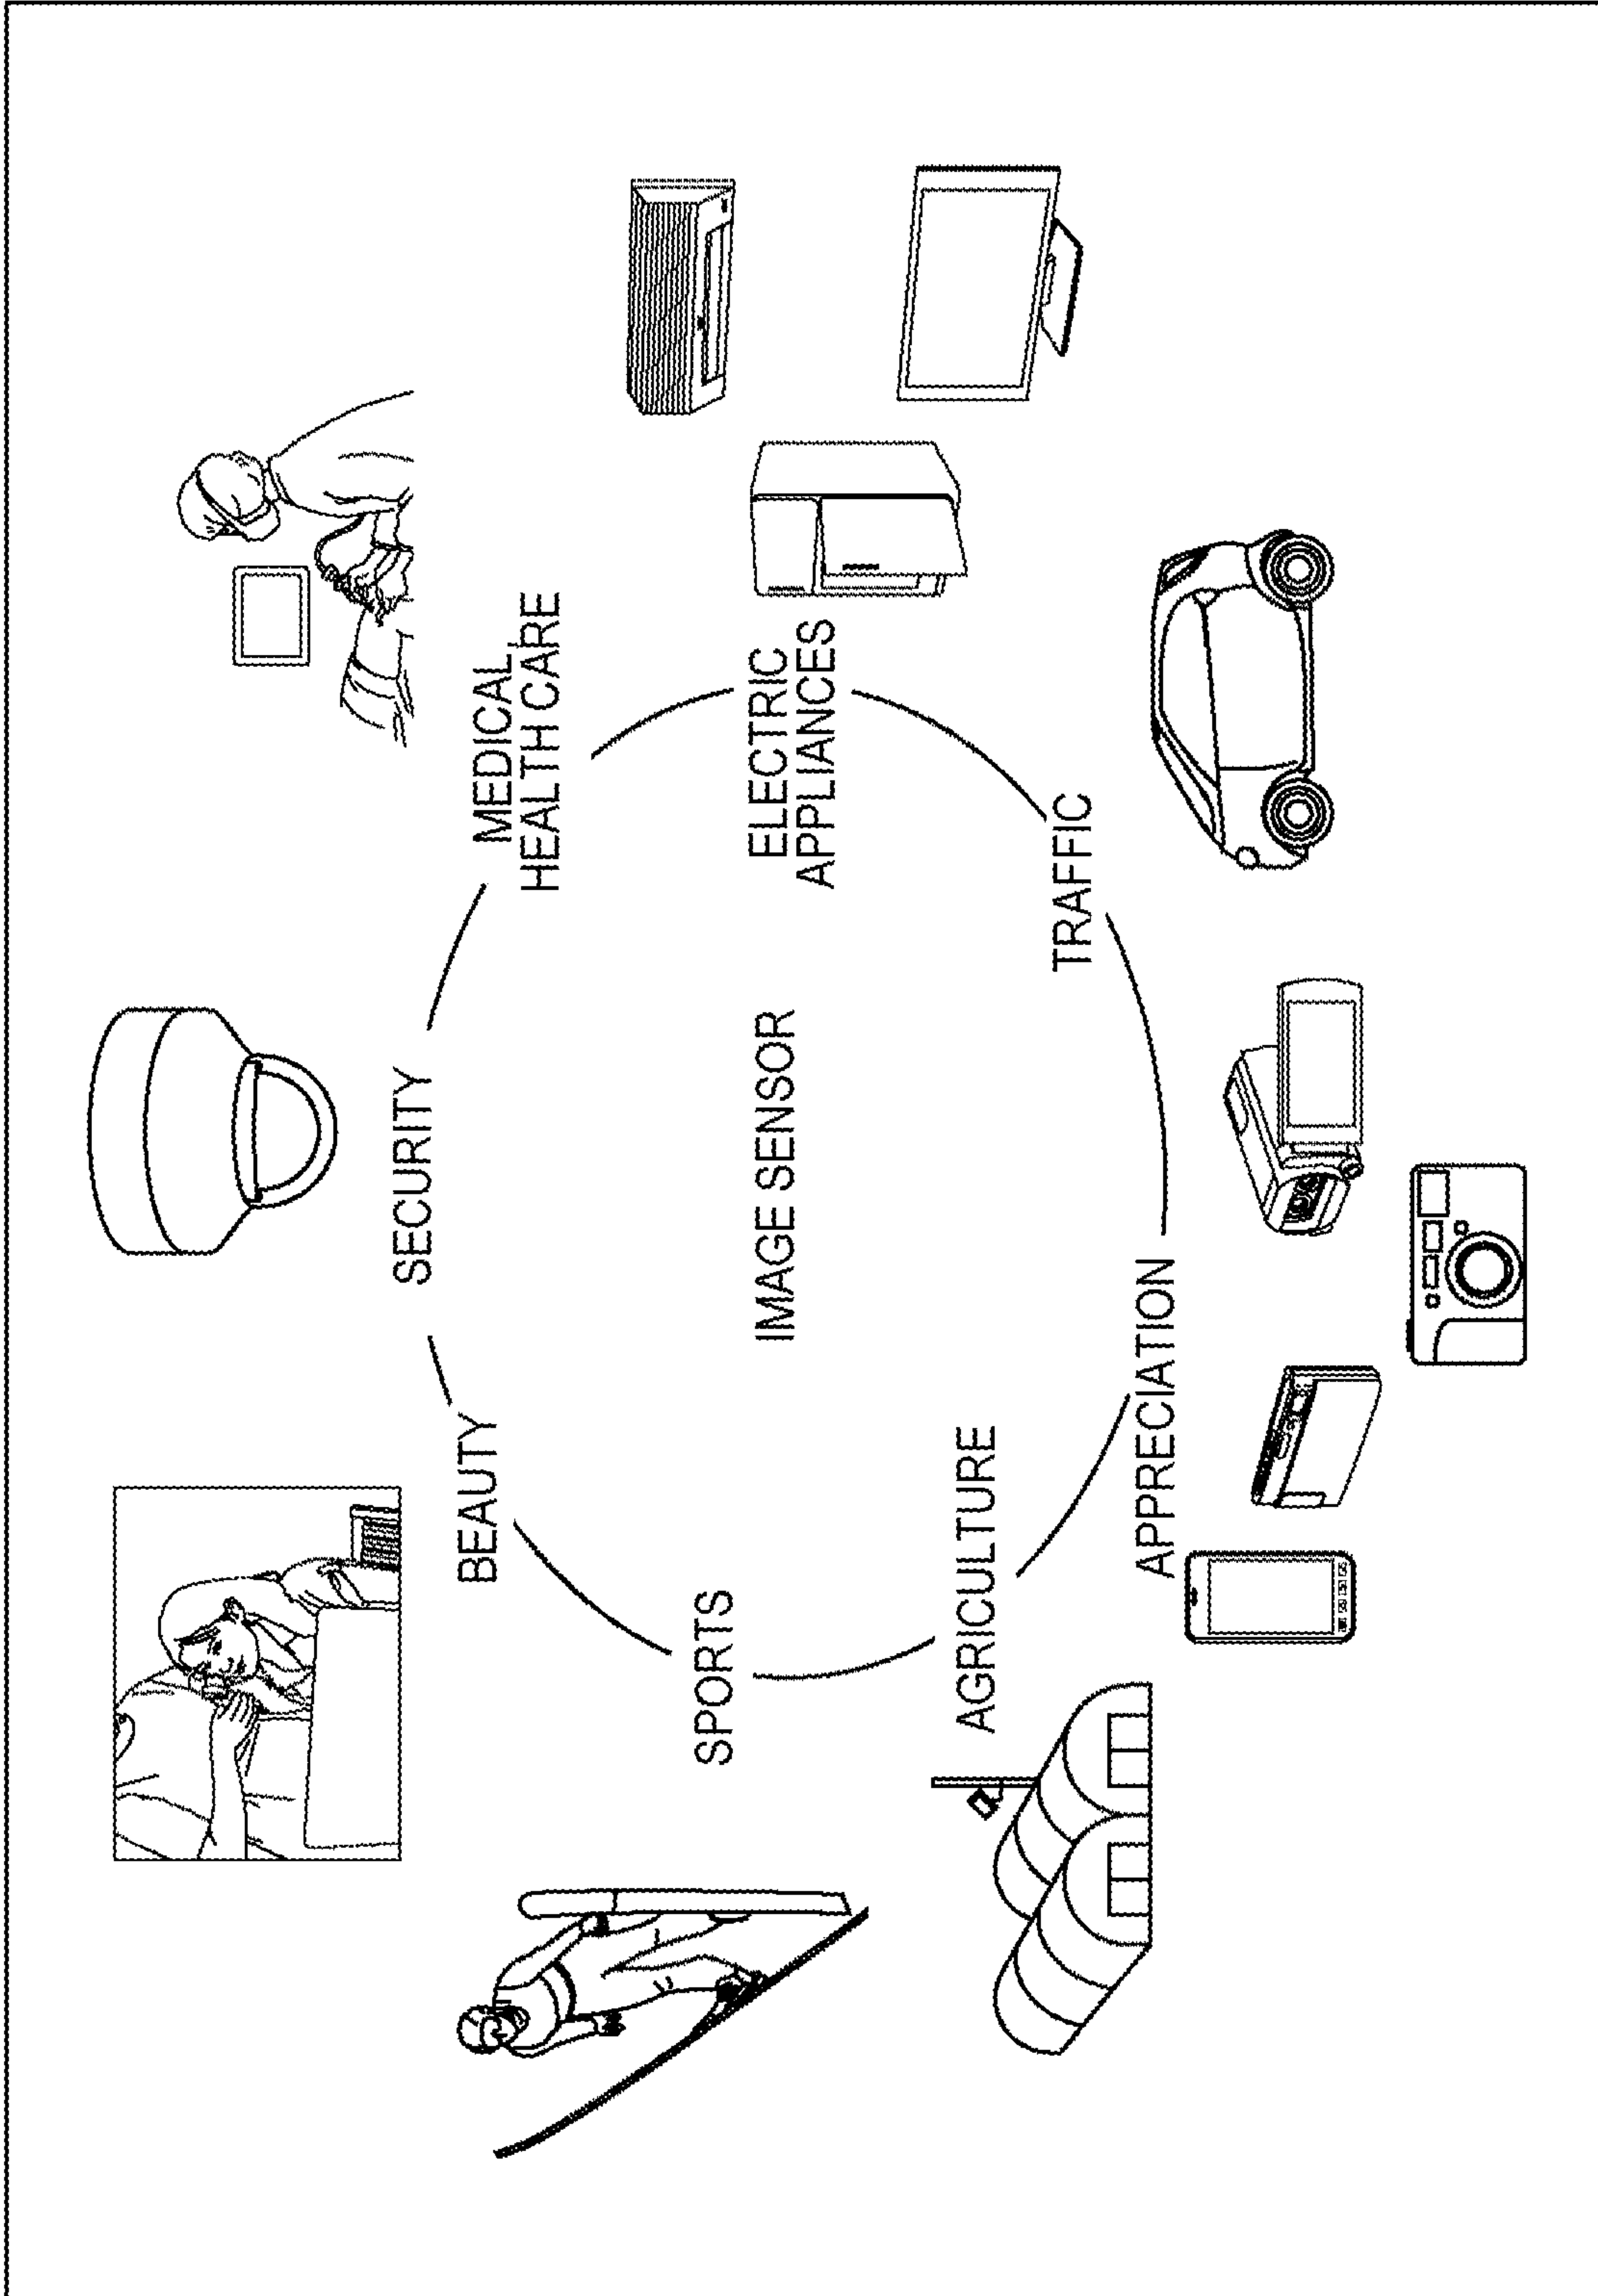 SECURITY
BEAUTY
MEDICAL,
HEALTH CARE
SPORTS
IMAGE SENSOR
ELECTRIC
APPLIANCES
AGRICULTURE
TRAFFIC
APPRECIATION